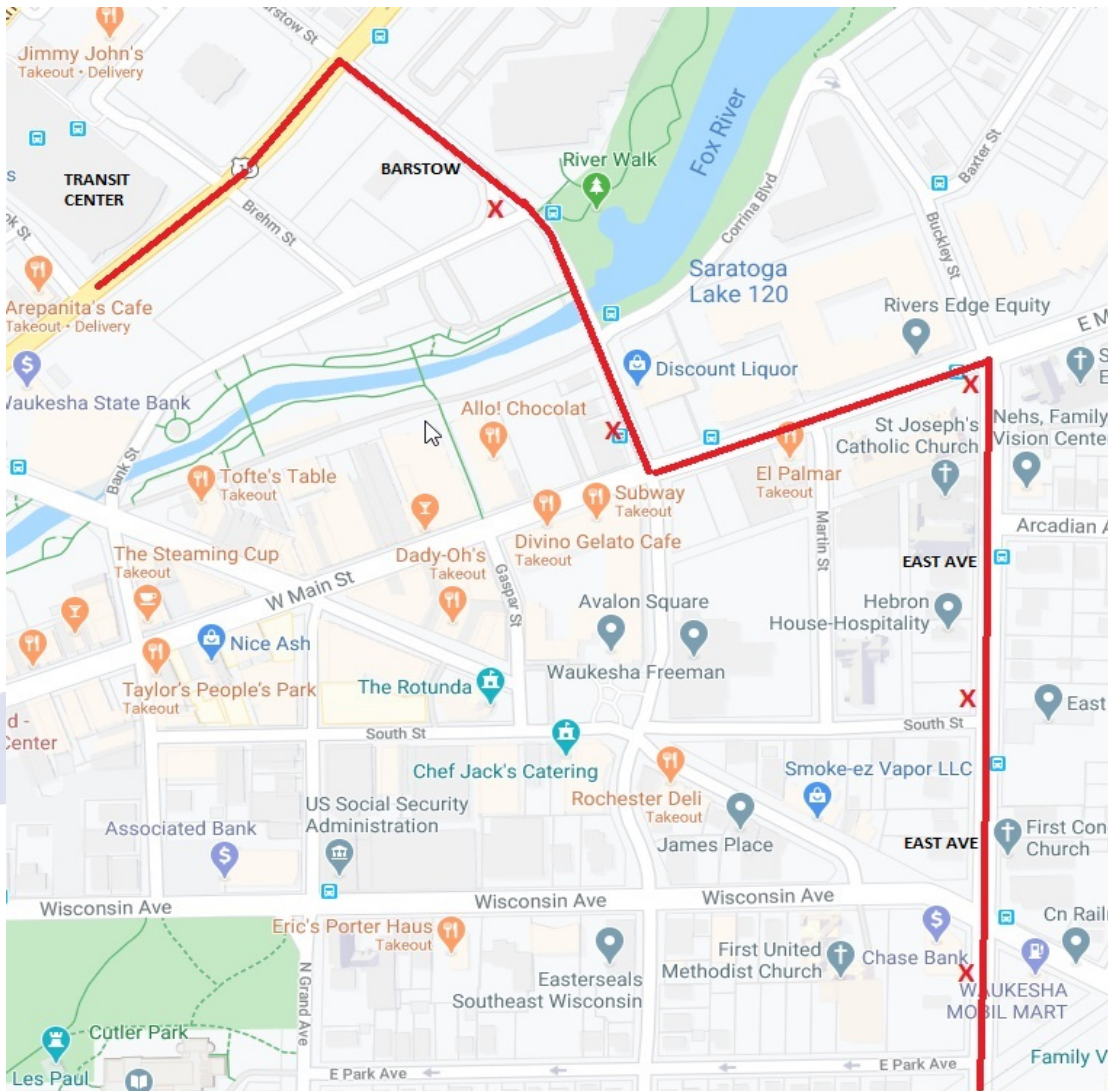 Barstow St
Jimmy John's
Takeout • Delivery
TRANSIT
CENTER
BARSTOW
X
River Walk
Fox River
Brehm St
Corrina Blvd
Baxter St
Buckley St
Arepanita's Cafe
Takeout • Delivery
Saratoga
Lake 120
Rivers Edge Equity
E M
$
Waukesha State Bank
Discount Liquor
X
Allo! Chocolat
X
St Joseph's
Catholic Church
Nehs, Family
Vision Center
Bank St
Tofte's Table
Takeout
Subway
Takeout
El Palmar
Takeout
Divino Gelato Cafe
Takeout
Martin St
Arcadian A
The Steaming Cup
Takeout
Dady-Oh's
Takeout
Gaspar St
EAST AVE
W Main St
Avalon Square
Hebron
House-Hospitality
Nice Ash
Waukesha Freeman
Taylor's People's Park
Takeout
The Rotunda
X
East
d -
Center
South St
South St
Chef Jack's Catering
Smoke-ez Vapor LLC
Rochester Deli
Takeout
US Social Security
Administration
James Place
Associated Bank
$
EAST AVE
First Con
Church
Wisconsin Ave
Wisconsin Ave
Wisconsin Ave
Eric's Porter Haus
Takeout
$
Cn Railr
First United
Methodist Church
Chase Bank
X
Easterseals
Southeast Wisconsin
WAUKESHA
MOBIL MART
N Grand Ave
Cutler Park
Les Paul
E Park Ave
E Park Ave
Family V